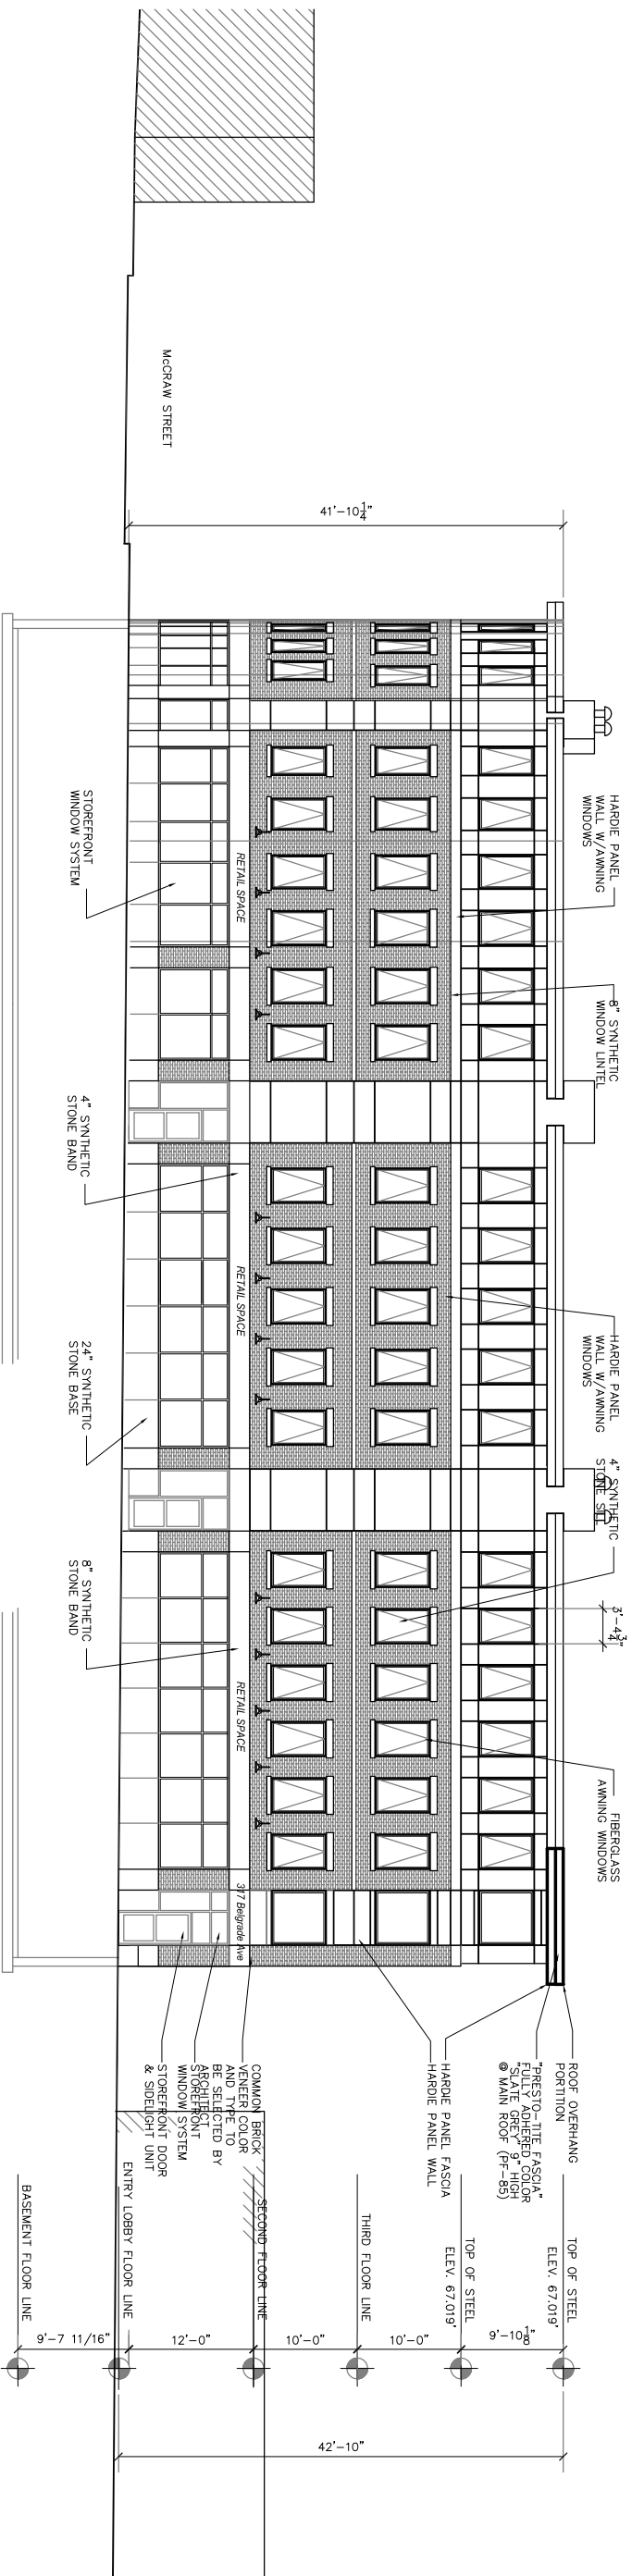 McCRAW STREET
41'-10 1/4"
HARDIE PANEL
WALL W/AWNING
WINDOWS
8" SYNTHETIC
WINDOW LINTEL
HARDIE PANEL
WALL W/AWNING
WINDOWS
4" SYNTHETIC
STONE SILL
3'-4 3/4"
FIBERGLASS
AWNING WINDOWS
RETAIL SPACE
RETAIL SPACE
RETAIL SPACE
317 Belgrade Ave
STOREFRONT
WINDOW SYSTEM
4" SYNTHETIC
STONE BAND
24" SYNTHETIC
STONE BASE
8" SYNTHETIC
STONE BAND
ROOF OVERHANG
PORTITION
"PRESTO-TITE FASCIA"
FULLY ADHERED COLOR
"SLATE GREY" 9" HIGH
@ MAIN ROOF (PF-85)
HARDIE PANEL FASCIA
HARDIE PANEL WALL
COMMON BRICK
VENEER COLOR
AND TYPE TO
BE SELECTED BY
ARCHITECT
STOREFRONT
WINDOW SYSTEM
STOREFRONT DOOR
& SIDELIGHT UNIT
TOP OF STEEL
ELEV. 67.019'
TOP OF STEEL
ELEV. 67.019'
THIRD FLOOR LINE
SECOND FLOOR LINE
ENTRY LOBBY FLOOR LINE
BASEMENT FLOOR LINE
9'-10 1/8"
10'-0"
10'-0"
12'-0"
9'-7 11/16"
42'-10"